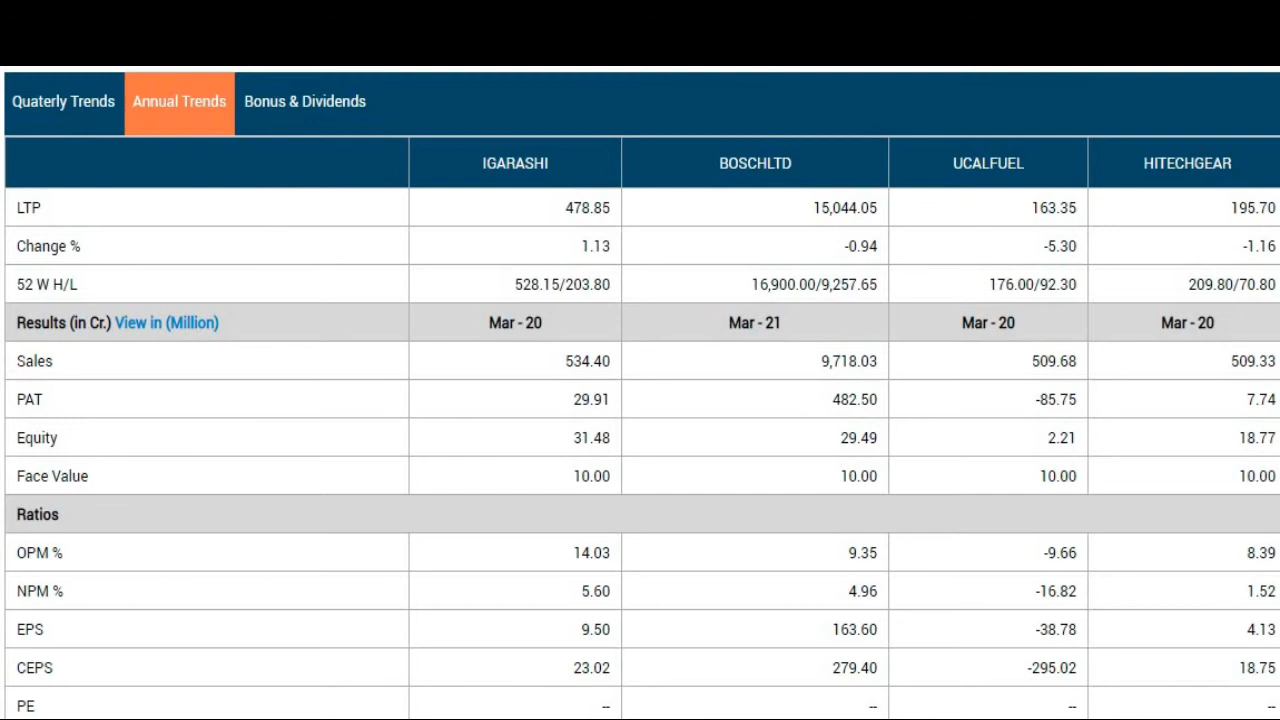 Quaterly Trends Annual Trends Bonus & Dividends
IGARASHI BOSCHLTD UCALFUEL HITECHGEAR
LTP 478.85 15,044.05 163.35 195.70
Change % 1.13 -0.94 -5.30 -1.16
52 W H/L 528.15/203.80 16,900.00/9,257.65 176.00/92.30 209.80/70.80
Results (in Cr.) View in (Million) Mar - 20 Mar - 21 Mar - 20 Mar - 20
Sales 534.40 9,718.03 509.68 509.33
PAT 29.91 482.50 -85.75 7.74
Equity 31.48 29.49 2.21 18.77
Face Value 10.00 10.00 10.00 10.00
Ratios
OPM % 14.03 9.35 -9.66 8.39
NPM % 5.60 4.96 -16.82 1.52
EPS 9.50 163.60 -38.78 4.13
CEPS 23.02 279.40 -295.02 18.75
PE -- -- -- --